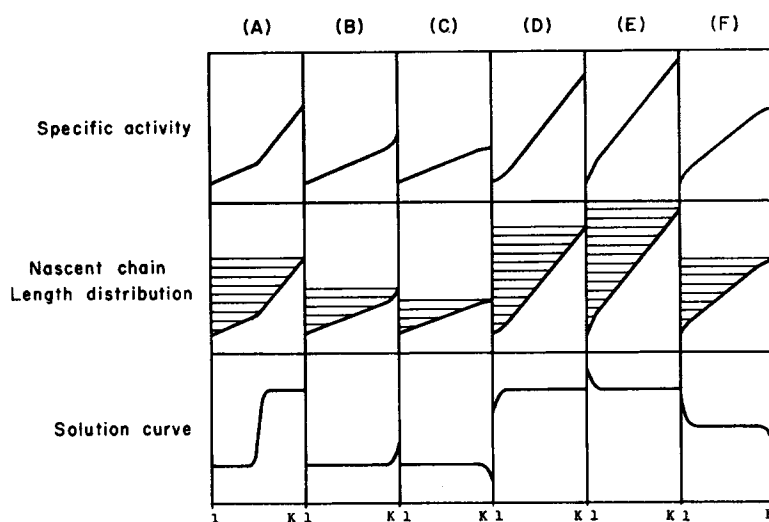 (A) (B) (C) (D) (E) (F)
Specific activity
Nascent chain
Length distribution
Solution curve
1 K 1 K 1 K 1 K 1 K 1 K